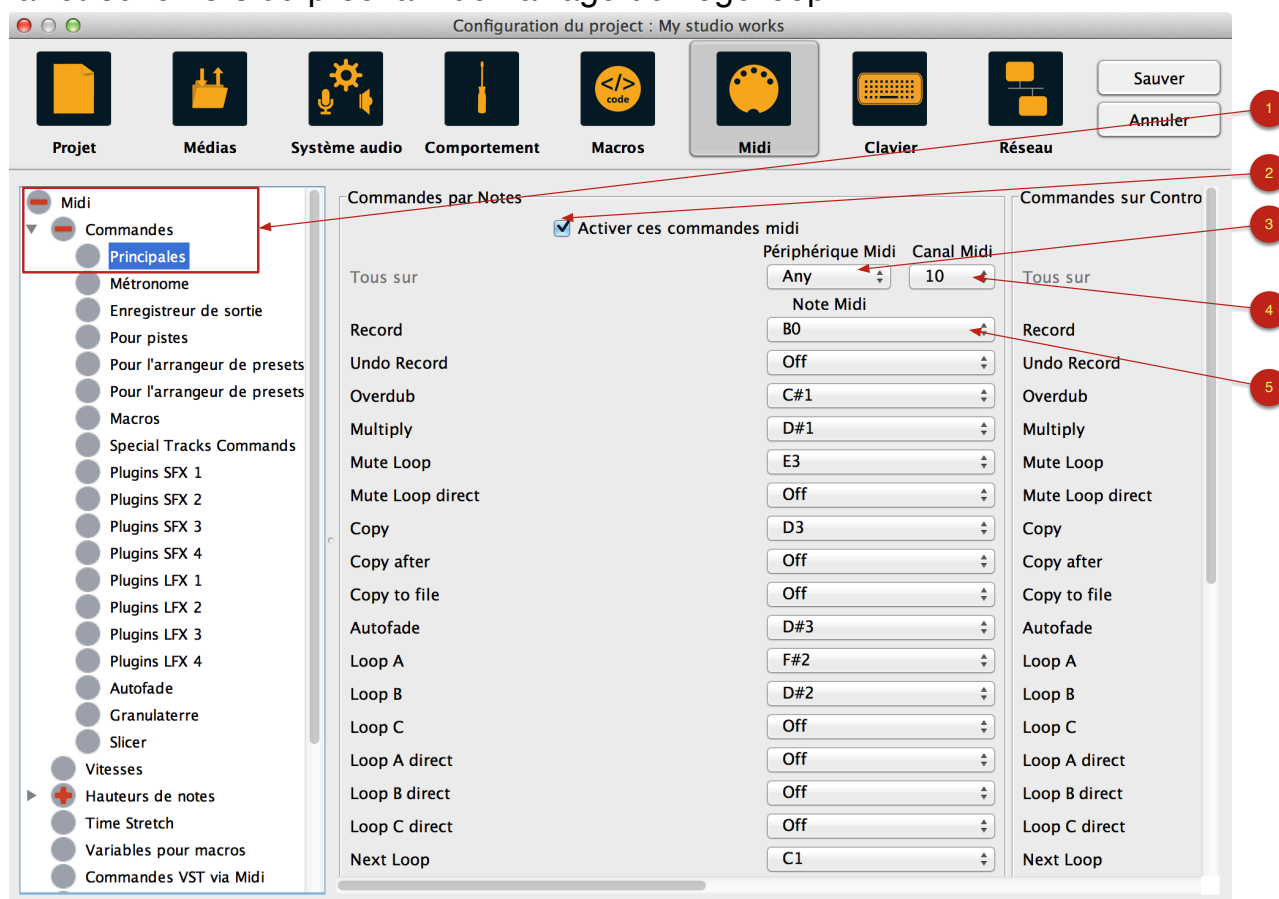 Configuration du project : My studio works
code
Projet
Médias
Système audio
Comportement
Macros
Midi
Clavier
Réseau
Sauver
Annuler
1
2
3
4
5
Midi
Commandes
Principales
Métronome
Enregistreur de sortie
Pour pistes
Pour l'arrangeur de presets
Pour l'arrangeur de presets
Macros
Special Tracks Commands
Plugins SFX 1
Plugins SFX 2
Plugins SFX 3
Plugins SFX 4
Plugins LFX 1
Plugins LFX 2
Plugins LFX 3
Plugins LFX 4
Autofade
Granulaterre
Slicer
Vitesses
Hauteurs de notes
Time Stretch
Variables pour macros
Commandes VST via Midi
Commandes par Notes
Activer ces commandes midi
Périphérique Midi Canal Midi
Tous sur Any 10
Note Midi
Record B0
Undo Record Off
Overdub C#1
Multiply D#1
Mute Loop E3
Mute Loop direct Off
Copy D3
Copy after Off
Copy to file Off
Autofade D#3
Loop A F#2
Loop B D#2
Loop C Off
Loop A direct Off
Loop B direct Off
Loop C direct Off
Next Loop C1
Commandes sur Contro
Tous sur
Record
Undo Record
Overdub
Multiply
Mute Loop
Mute Loop direct
Copy
Copy after
Copy to file
Autofade
Loop A
Loop B
Loop C
Loop A direct
Loop B direct
Loop C direct
Next Loop